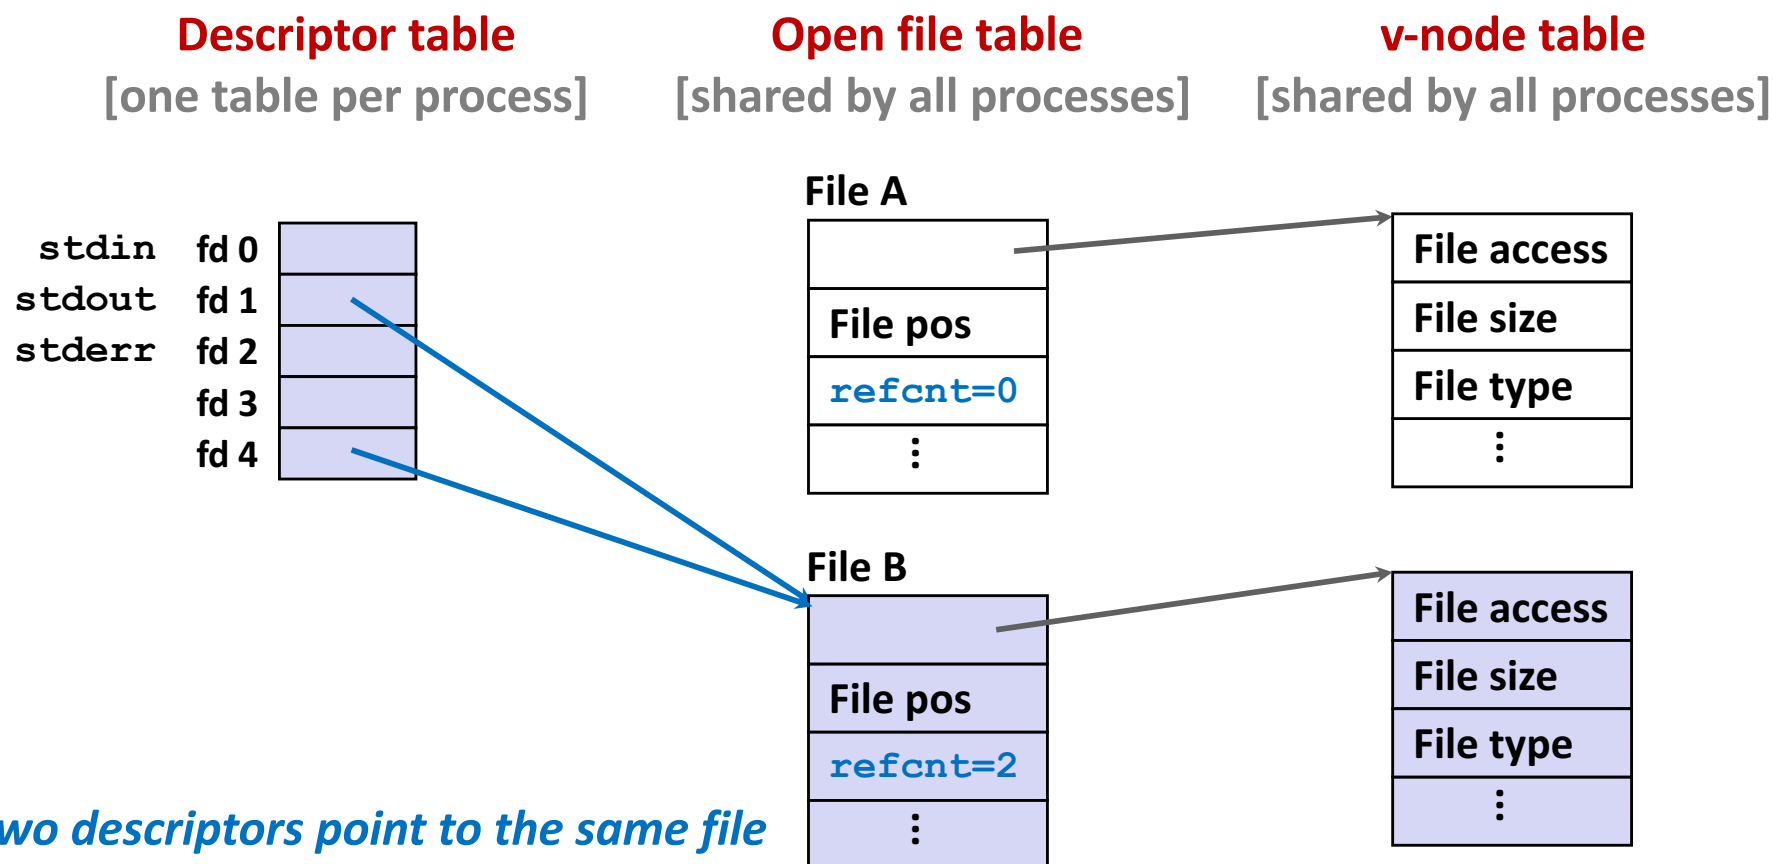 Descriptor table
[one table per process]
Open file table
[shared by all processes]
v-node table
[shared by all processes]
stdin fd 0
stdout fd 1
stderr fd 2
fd 3
fd 4
File A
File pos
refcnt=0
⋮
File access
File size
File type
⋮
File B
File pos
refcnt=2
⋮
File access
File size
File type
⋮
wo descriptors point to the same file